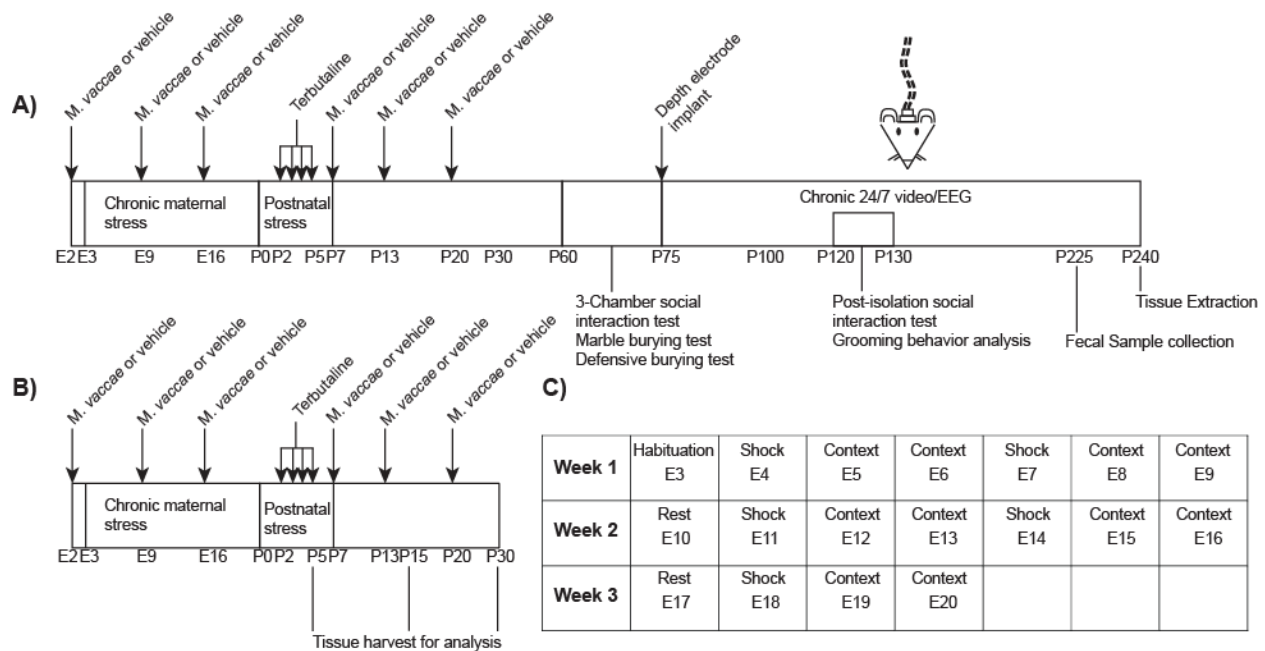 A)
M. vaccae or vehicle
M. vaccae or vehicle
M. vaccae or vehicle
Terbutaline
M. vaccae or vehicle
M. vaccae or vehicle
M. vaccae or vehicle
Depth electrode
implant
Chronic maternal
stress
Postnatal
stress
Chronic 24/7 video/EEG
E2 E3 E9 E16 P0 P2 P5 P7 P13 P20 P30 P60 P75 P100 P120 P130 P225 P240
3-Chamber social
interaction test
Marble burying test
Defensive burying test
Post-isolation social
interaction test
Grooming behavior analysis
Fecal Sample collection
Tissue Extraction
B)
M. vaccae or vehicle
M. vaccae or vehicle
M. vaccae or vehicle
Terbutaline
M. vaccae or vehicle
M. vaccae or vehicle
M. vaccae or vehicle
Chronic maternal
stress
Postnatal
stress
E2 E3 E9 E16 P0 P2 P5 P7 P13 P15 P20 P30
Tissue harvest for analysis
C)
Week 1
Habituation Shock Context Context Shock Context Context
E3 E4 E5 E6 E7 E8 E9
Week 2
Rest Shock Context Context Shock Context Context
E10 E11 E12 E13 E14 E15 E16
Week 3
Rest Shock Context Context
E17 E18 E19 E20